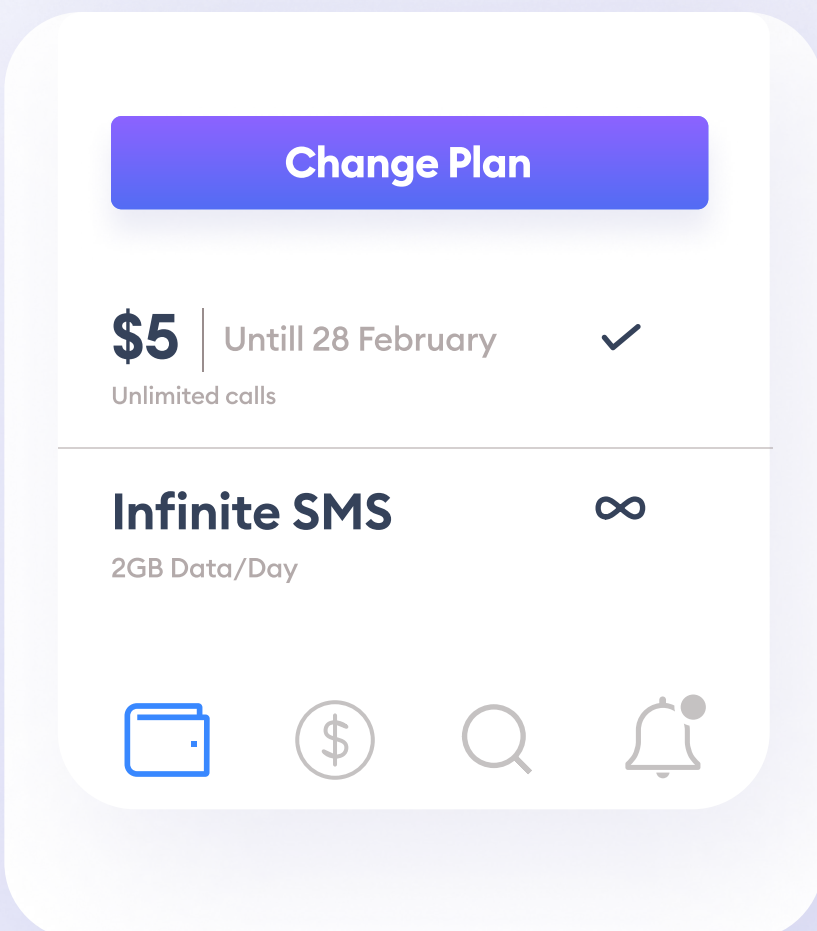 Change Plan
$5 | Untill 28 February
Unlimited calls
Infinite SMS
2GB Data/Day